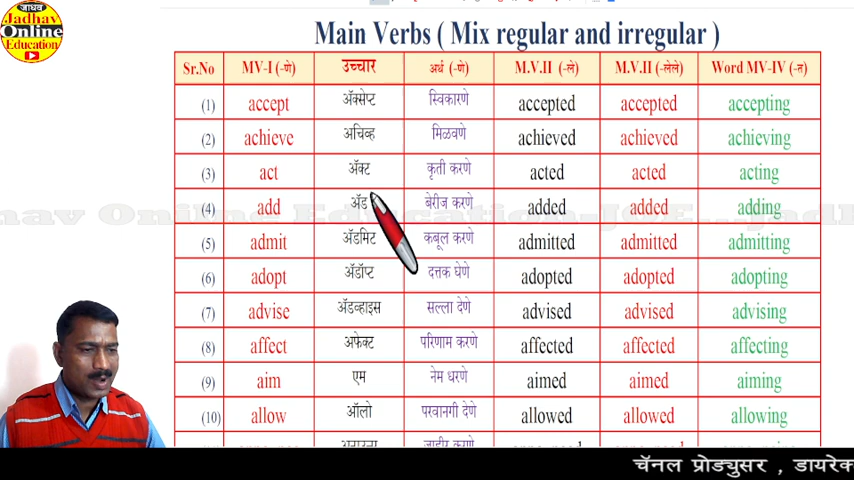 जाधव
Jadhav
Online
Education
Main Verbs ( Mix regular and irregular )
Sr.No MV-I (-णे) उच्चार अर्थ (-णे) M.V.II (-ले) M.V.II (-लेले) Word MV-IV (-त)
(1) accept ॲक्सेप्ट स्विकारणे accepted accepted accepting
(2) achieve अचिव्ह मिळवणे achieved achieved achieving
(3) act ॲक्ट कृती करणे acted acted acting
(4) add ॲड बेरीज करणे added added adding
(5) admit ॲडमिट कबूल करणे admitted admitted admitting
(6) adopt ॲडॉप्ट दत्तक घेणे adopted adopted adopting
(7) advise ॲडव्हाइस सल्ला देणे advised advised advising
(8) affect अफेक्ट परिणाम करणे affected affected affecting
(9) aim एम नेम धरणे aimed aimed aiming
(10) allow ऑलो परवानगी देणे allowed allowed allowing
चॅनल प्रोड्युसर , डायरेक